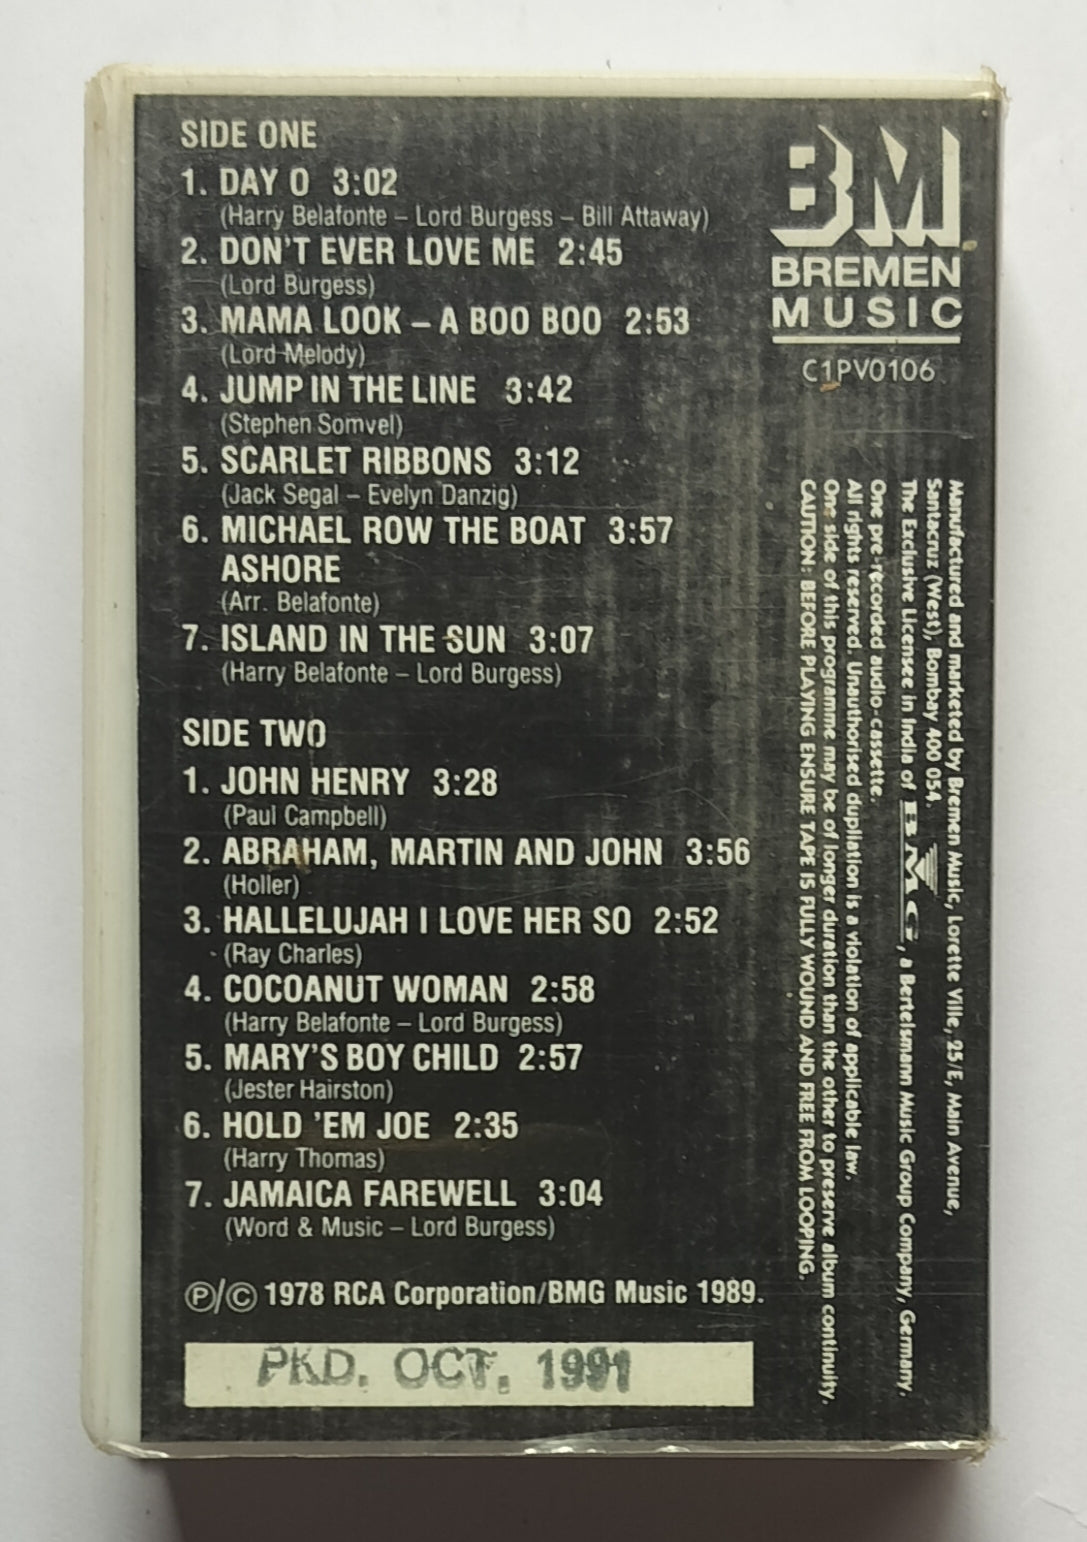 SIDE ONE
1. DAY O 3:02
(Harry Belafonte – Lord Burgess – Bill Attaway)
2. DON'T EVER LOVE ME 2:45
(Lord Burgess)
3. MAMA LOOK – A BOO BOO 2:53
(Lord Melody)
4. JUMP IN THE LINE 3:42
(Stephen Somvel)
5. SCARLET RIBBONS 3:12
(Jack Segal – Evelyn Danzig)
6. MICHAEL ROW THE BOAT 3:57
ASHORE
(Arr. Belafonte)
7. ISLAND IN THE SUN 3:07
(Harry Belafonte – Lord Burgess)
SIDE TWO
1. JOHN HENRY 3:28
(Paul Campbell)
2. ABRAHAM, MARTIN AND JOHN 3:56
(Holler)
3. HALLELUJAH I LOVE HER SO 2:52
(Ray Charles)
4. COCOANUT WOMAN 2:58
(Harry Belafonte – Lord Burgess)
5. MARY'S BOY CHILD 2:57
(Jester Hairston)
6. HOLD 'EM JOE 2:35
(Harry Thomas)
7. JAMAICA FAREWELL 3:04
(Word & Music – Lord Burgess)
Ⓟ/© 1978 RCA Corporation/BMG Music 1989.
PKD. OCT. 1991
BM
BREMEN
MUSIC
C1PV0106
Manufactured and marketed by Bremen Music, Lorette Ville, 25/E, Main Avenue,
Santacruz (West), Bombay 400 054.
The Exclusive Licensee in India of BMG, a Bertelsmann Music Group Company, Germany.
One pre-recorded audio-cassette.
All rights reserved. Unauthorised dupliation is a violation of applicable law.
One side of this programme may be of longer duration than the other to preserve album continuity.
CAUTION: BEFORE PLAYING ENSURE TAPE IS FULLY WOUND AND FREE FROM LOOPING.